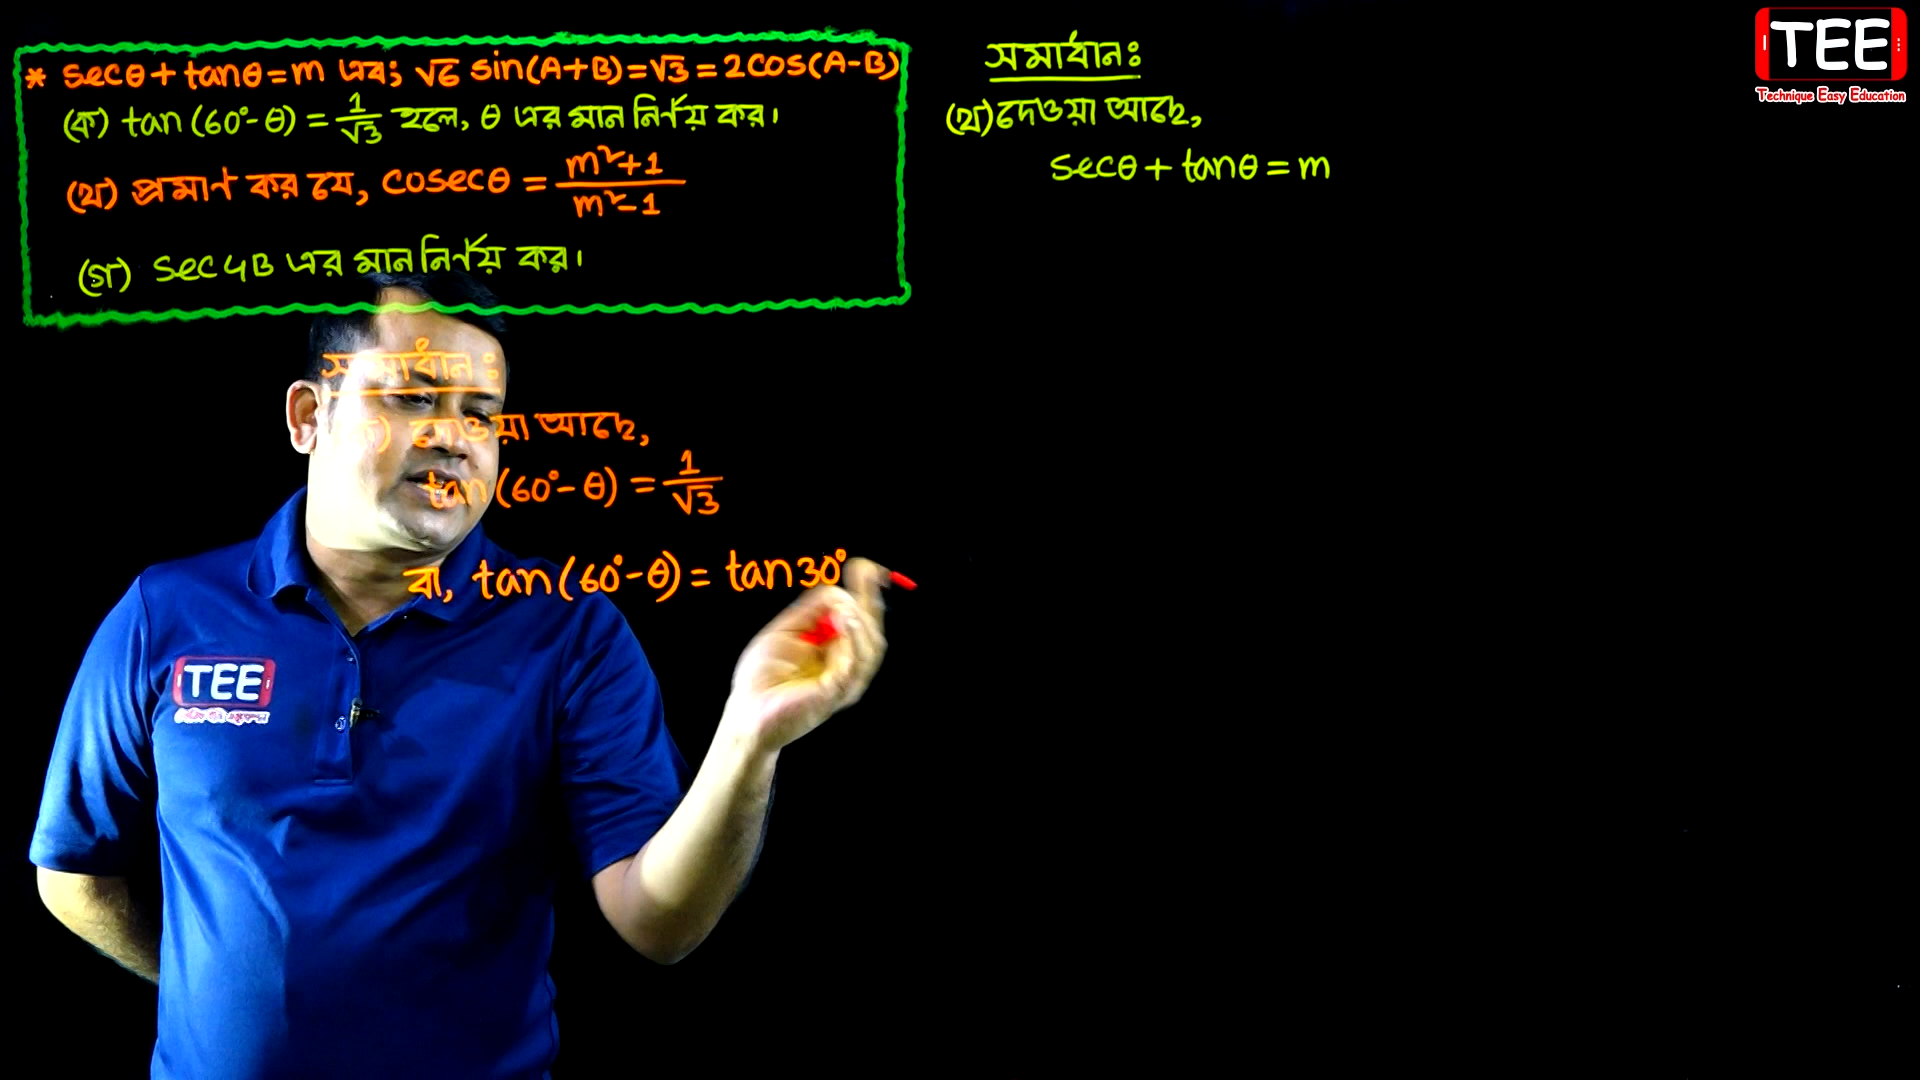 * secθ + tanθ = m এবং √6 sin(A+B) = √3 = 2cos(A-B)
(ক) tan(60°-θ) = 1/√3 হলে, θ এর মান নির্ণয় কর।
(খ) প্রমাণ কর যে, cosecθ = m²+1/m²-1
(গ) sec4B এর মান নির্ণয় কর।
সমাধান:
(ক) দেওয়া আছে,
tan(60°-θ) = 1/√3
বা, tan(60°-θ) = tan30°
সমাধান:
(খ) দেওয়া আছে,
secθ + tanθ = m
TEE
Technique Easy Education
TEE